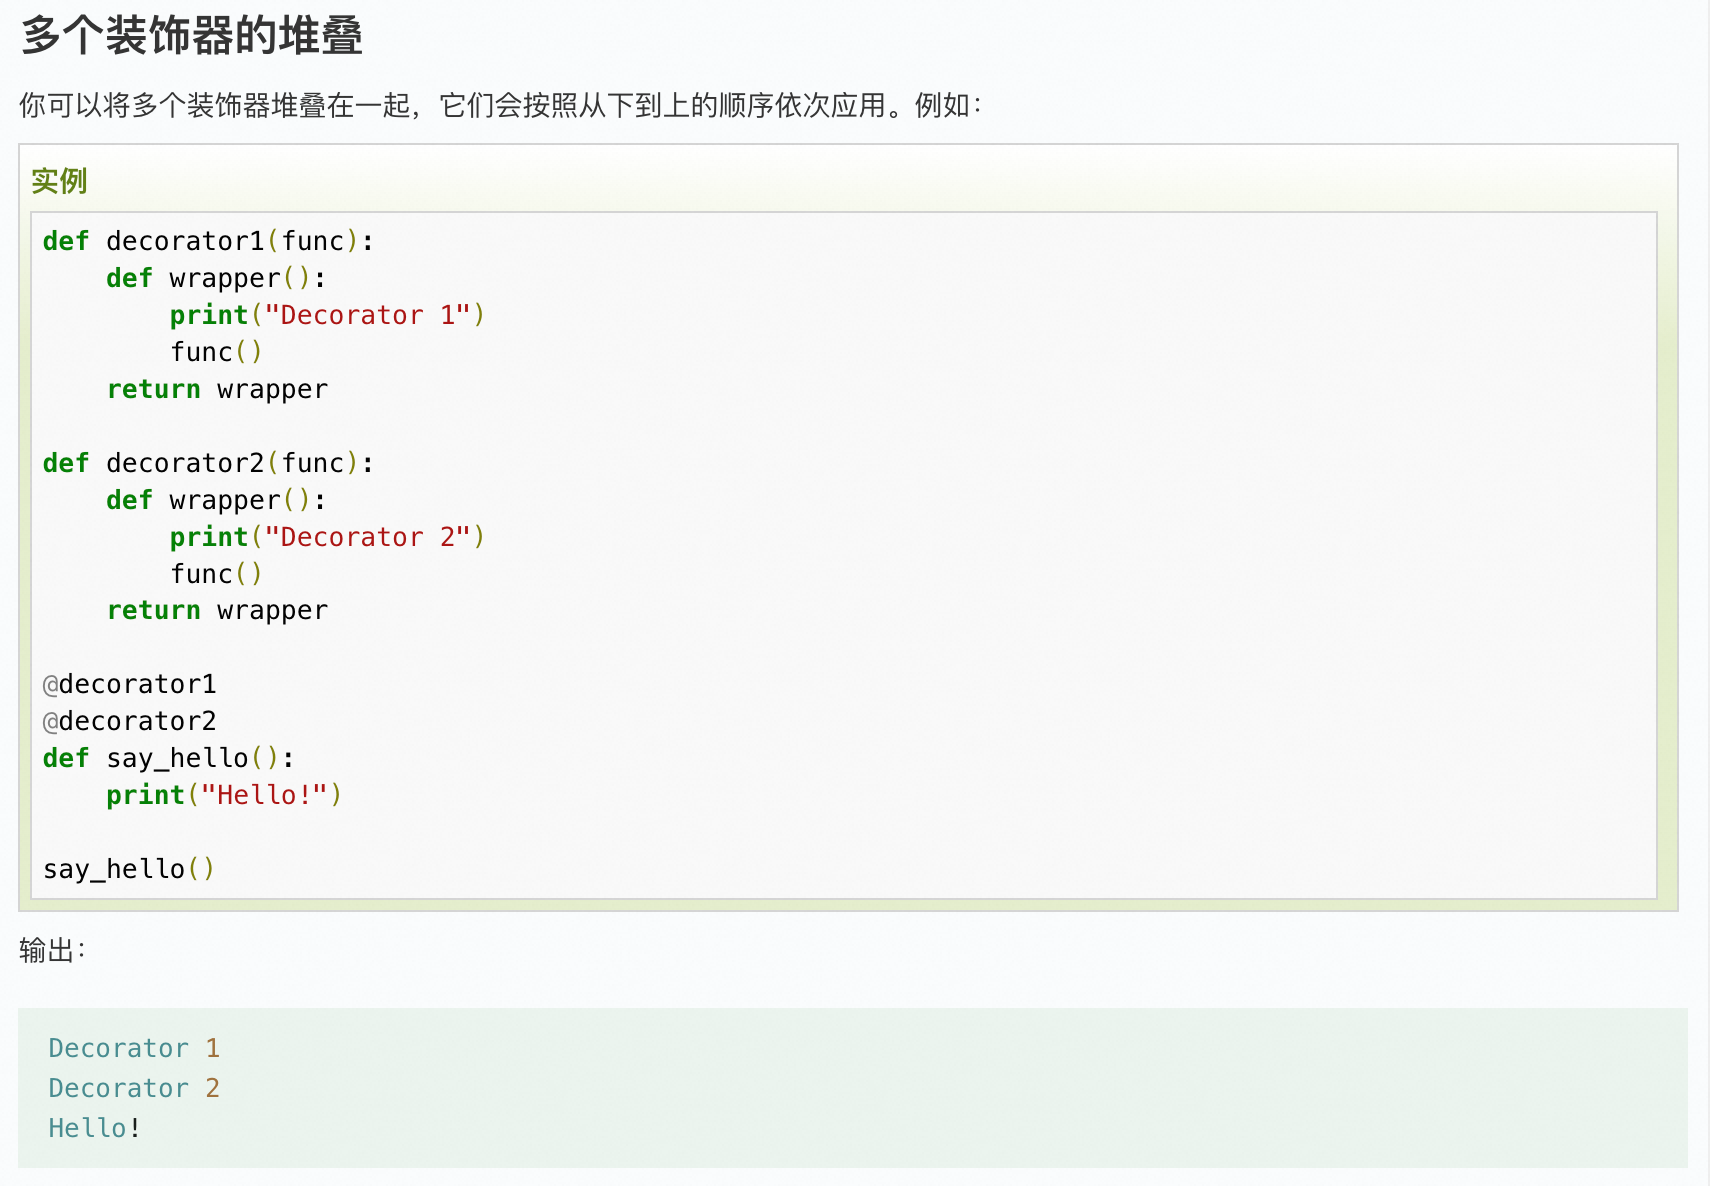 多个装饰器的堆叠
你可以将多个装饰器堆叠在一起，它们会按照从下到上的顺序依次应用。例如：
实例
def decorator1(func):
    def wrapper():
        print("Decorator 1")
        func()
    return wrapper

def decorator2(func):
    def wrapper():
        print("Decorator 2")
        func()
    return wrapper

@decorator1
@decorator2
def say_hello():
    print("Hello!")

say_hello()
输出：
Decorator 1
Decorator 2
Hello!